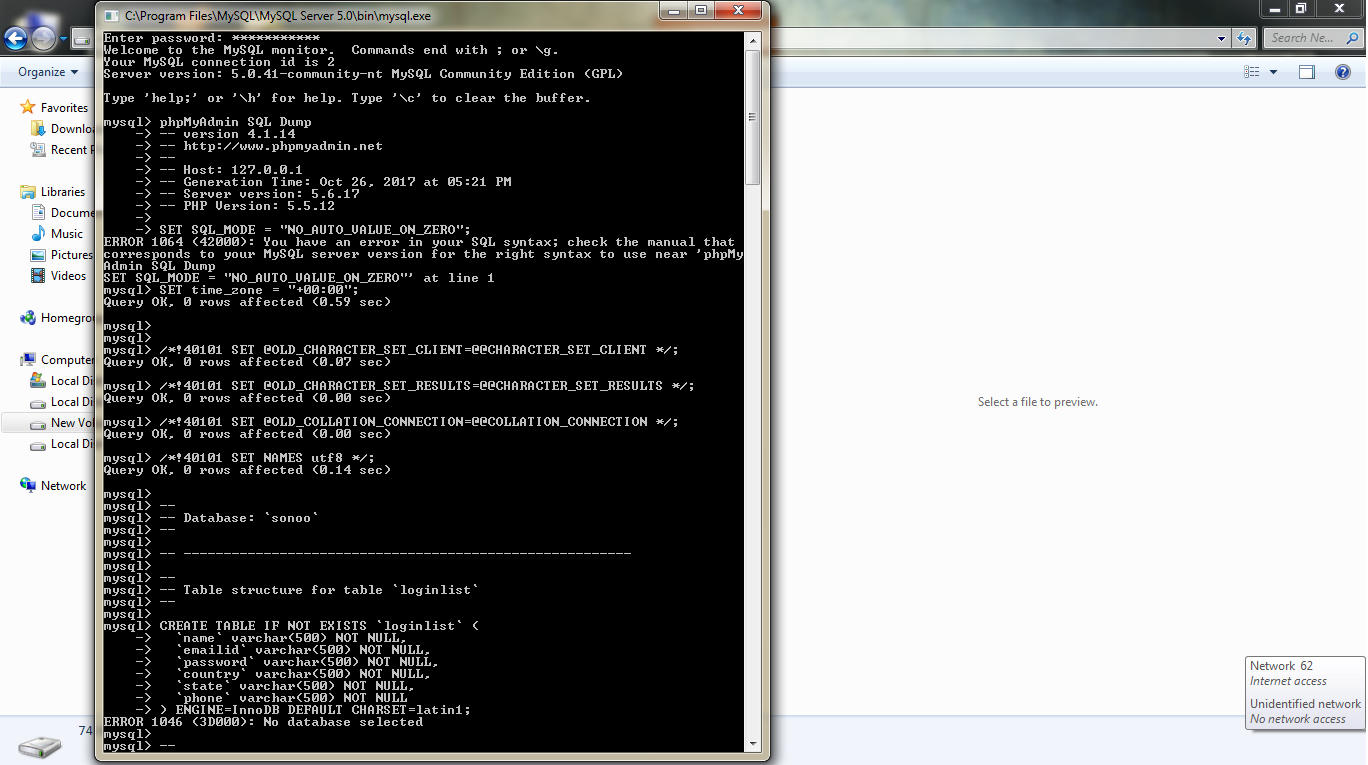 C:\Program Files\MySQL\MySQL Server 5.0\bin\mysql.exe
Search Ne...
Organize
Favorites
Recent
Libraries
Music
Pictures
Videos
Computer
Local
Local
New
Local
Network
74
Enter password: ***********
Welcome to the MySQL monitor.  Commands end with ; or \g.
Your MySQL connection id is 2
Server version: 5.0.41-community-nt MySQL Community Edition (GPL)
Type 'help;' or '\h' for help. Type '\c' to clear the buffer.
mysql> phpMyAdmin SQL Dump
    -> -- version 4.1.14
    -> -- http://www.phpmyadmin.net
    -> --
    -> -- Host: 127.0.0.1
    -> -- Generation Time: Oct 26, 2017 at 05:21 PM
    -> -- Server version: 5.6.17
    -> -- PHP Version: 5.5.12
    ->
    -> SET SQL_MODE = "NO_AUTO_VALUE_ON_ZERO";
ERROR 1064 (42000): You have an error in your SQL syntax; check the manual that
corresponds to your MySQL server version for the right syntax to use near 'phpMy
Admin SQL Dump
SET SQL_MODE = "NO_AUTO_VALUE_ON_ZERO"' at line 1
mysql> SET time_zone = "+00:00";
Query OK, 0 rows affected (0.59 sec)
mysql>
mysql>
mysql> /*!40101 SET @OLD_CHARACTER_SET_CLIENT=@@CHARACTER_SET_CLIENT */;
Query OK, 0 rows affected (0.07 sec)
mysql> /*!40101 SET @OLD_CHARACTER_SET_RESULTS=@@CHARACTER_SET_RESULTS */;
Query OK, 0 rows affected (0.00 sec)
mysql> /*!40101 SET @OLD_COLLATION_CONNECTION=@@COLLATION_CONNECTION */;
Query OK, 0 rows affected (0.00 sec)
mysql> /*!40101 SET NAMES utf8 */;
Query OK, 0 rows affected (0.14 sec)
mysql>
mysql> --
mysql> -- Database: `sonoo`
mysql> --
mysql>
mysql> -- --------------------------------------------------------
mysql>
mysql> --
mysql> -- Table structure for table `loginlist`
mysql> --
mysql>
mysql> CREATE TABLE IF NOT EXISTS `loginlist` (
    ->   `name` varchar(500) NOT NULL,
    ->   `emailid` varchar(500) NOT NULL,
    ->   `password` varchar(500) NOT NULL,
    ->   `country` varchar(500) NOT NULL,
    ->   `state` varchar(500) NOT NULL,
    ->   `phone` varchar(500) NOT NULL
    -> ) ENGINE=InnoDB DEFAULT CHARSET=latin1;
ERROR 1046 (3D000): No database selected
mysql>
mysql> --
Select a file to preview.
Network 62
Internet access
Unidentified network
No network access